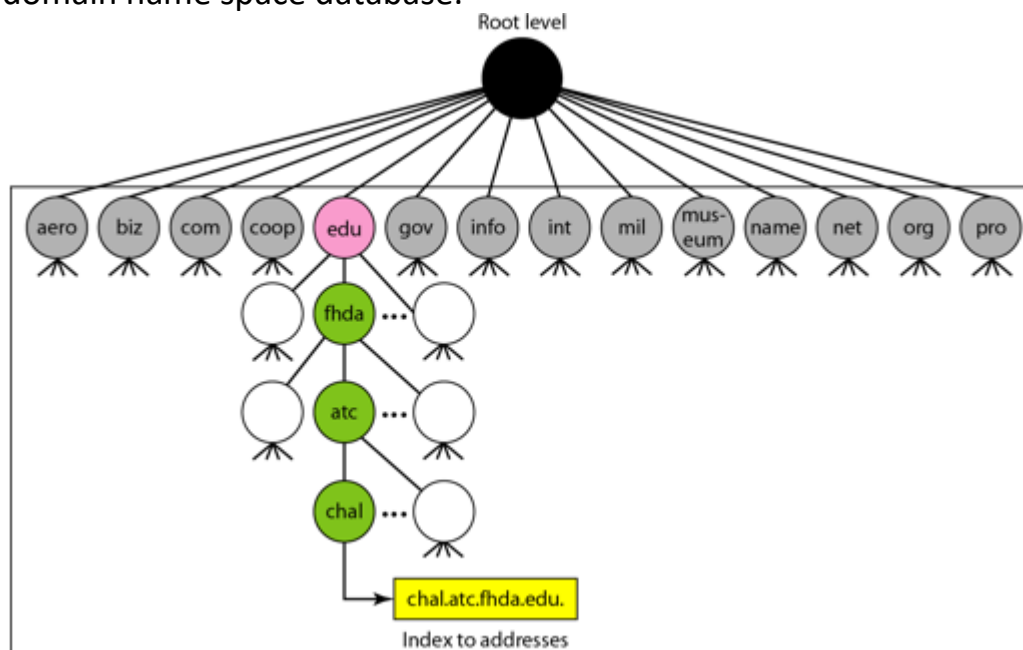 domain name space database.
Root level
aero biz com coop edu gov info int mil mus-
eum name net org pro
fhda ...
atc ...
chal ...
chal.atc.fhda.edu.
Index to addresses